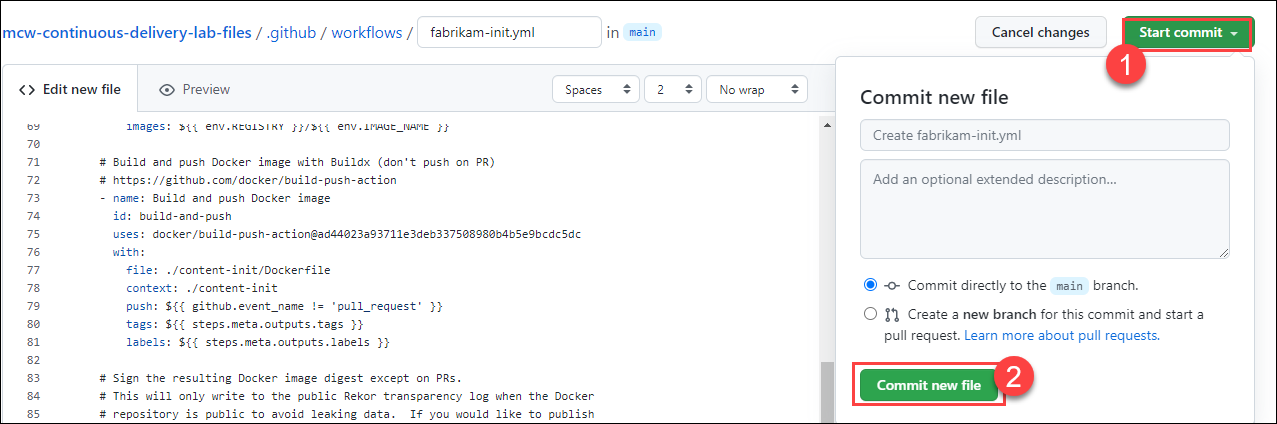 mcw-continuous-delivery-lab-files / .github / workflows / fabrikam-init.yml in main
Cancel changes
Start commit
1
Edit new file
Preview
Spaces
2
No wrap
69 images: ${{ env.REGISTRY }}/${{ env.IMAGE_NAME }}
70
71 # Build and push Docker image with Buildx (don't push on PR)
72 # https://github.com/docker/build-push-action
73 - name: Build and push Docker image
74 id: build-and-push
75 uses: docker/build-push-action@ad44023a93711e3deb337508980b4b5e9bcdc5dc
76 with:
77 file: ./content-init/Dockerfile
78 context: ./content-init
79 push: ${{ github.event_name != 'pull_request' }}
80 tags: ${{ steps.meta.outputs.tags }}
81 labels: ${{ steps.meta.outputs.labels }}
82
83 # Sign the resulting Docker image digest except on PRs.
84 # This will only write to the public Rekor transparency log when the Docker
85 # repository is public to avoid leaking data.  If you would like to publish
Commit new file
Create fabrikam-init.yml
Add an optional extended description...
Commit directly to the main branch.
Create a new branch for this commit and start a
pull request. Learn more about pull requests.
Commit new file
2